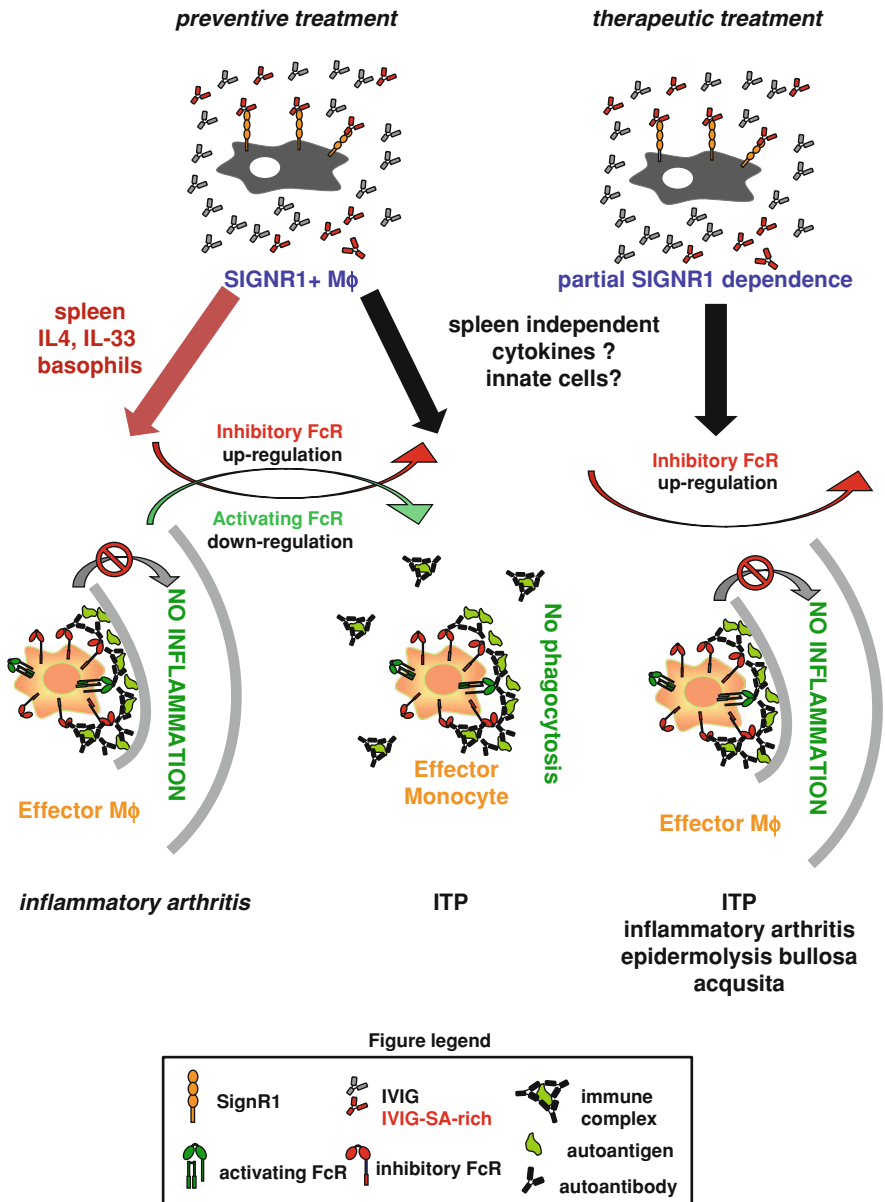 preventive treatment
therapeutic treatment
SIGNR1+ Mϕ
partial SIGNR1 dependence
spleen
IL4, IL-33
basophils
spleen independent
cytokines ?
innate cells?
Inhibitory FcR
up-regulation
Activating FcR
down-regulation
Inhibitory FcR
up-regulation
NO INFLAMMATION
No phagocytosis
NO INFLAMMATION
Effector Mϕ
Effector
Monocyte
Effector Mϕ
inflammatory arthritis
ITP
ITP
inflammatory arthritis
epidermolysis bullosa
acqusita
Figure legend
SignR1
IVIG
IVIG-SA-rich
immune
complex
activating FcR
inhibitory FcR
autoantigen
autoantibody